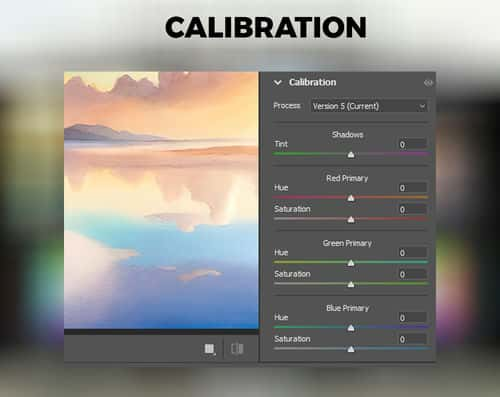 CALIBRATION
Calibration
Process Version 5 (Current)
Shadows
Tint 0
Red Primary
Hue 0
Saturation 0
Green Primary
Hue 0
Saturation 0
Blue Primary
Hue 0
Saturation 0